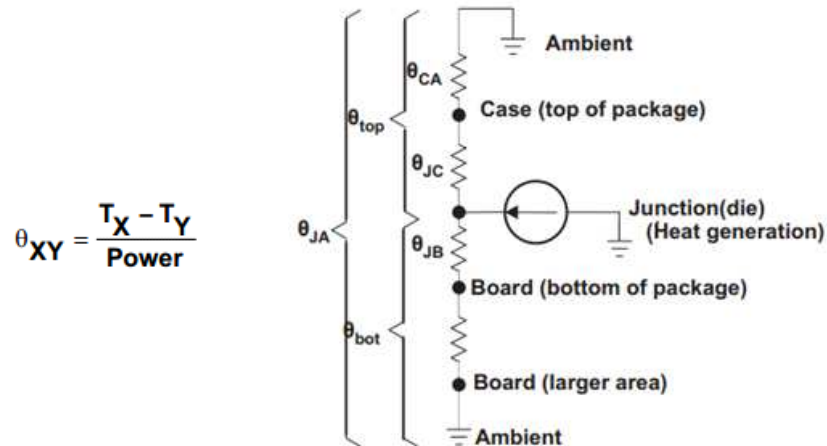 Ambient
θCA
Case (top of package)
θtop
θJC
θXY = TX – TY / Power
θJA
Junction(die)
(Heat generation)
θJB
Board (bottom of package)
θbot
Board (larger area)
Ambient